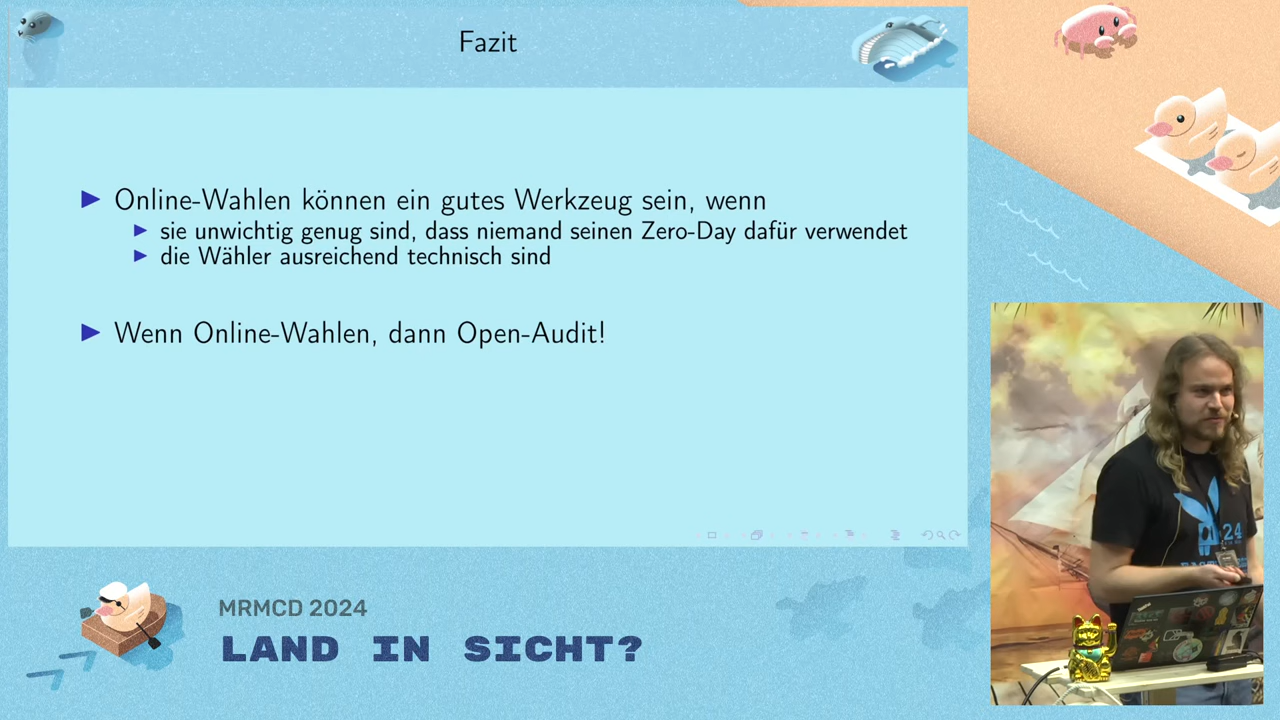 Fazit
Online-Wahlen können ein gutes Werkzeug sein, wenn
sie unwichtig genug sind, dass niemand seinen Zero-Day dafür verwendet
die Wähler ausreichend technisch sind
Wenn Online-Wahlen, dann Open-Audit!
24
MRMCD 2024
LAND IN SICHT?